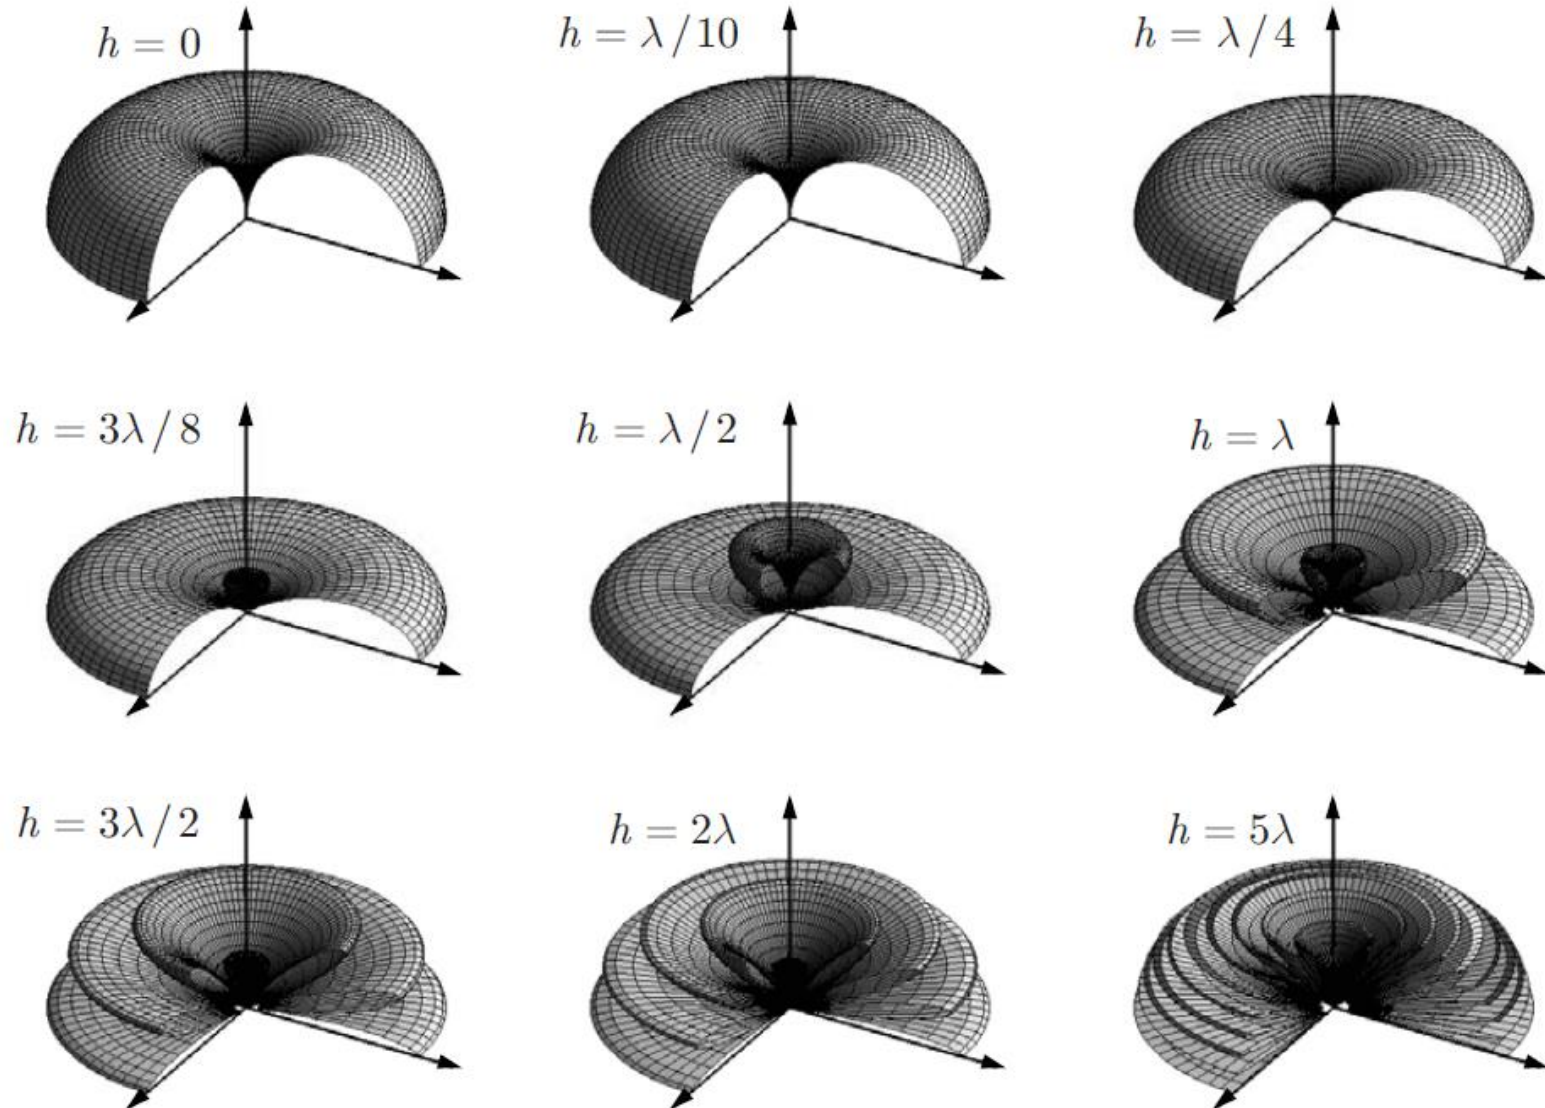 h = 0
h = λ/10
h = λ/4
h = 3λ/8
h = λ/2
h = λ
h = 3λ/2
h = 2λ
h = 5λ